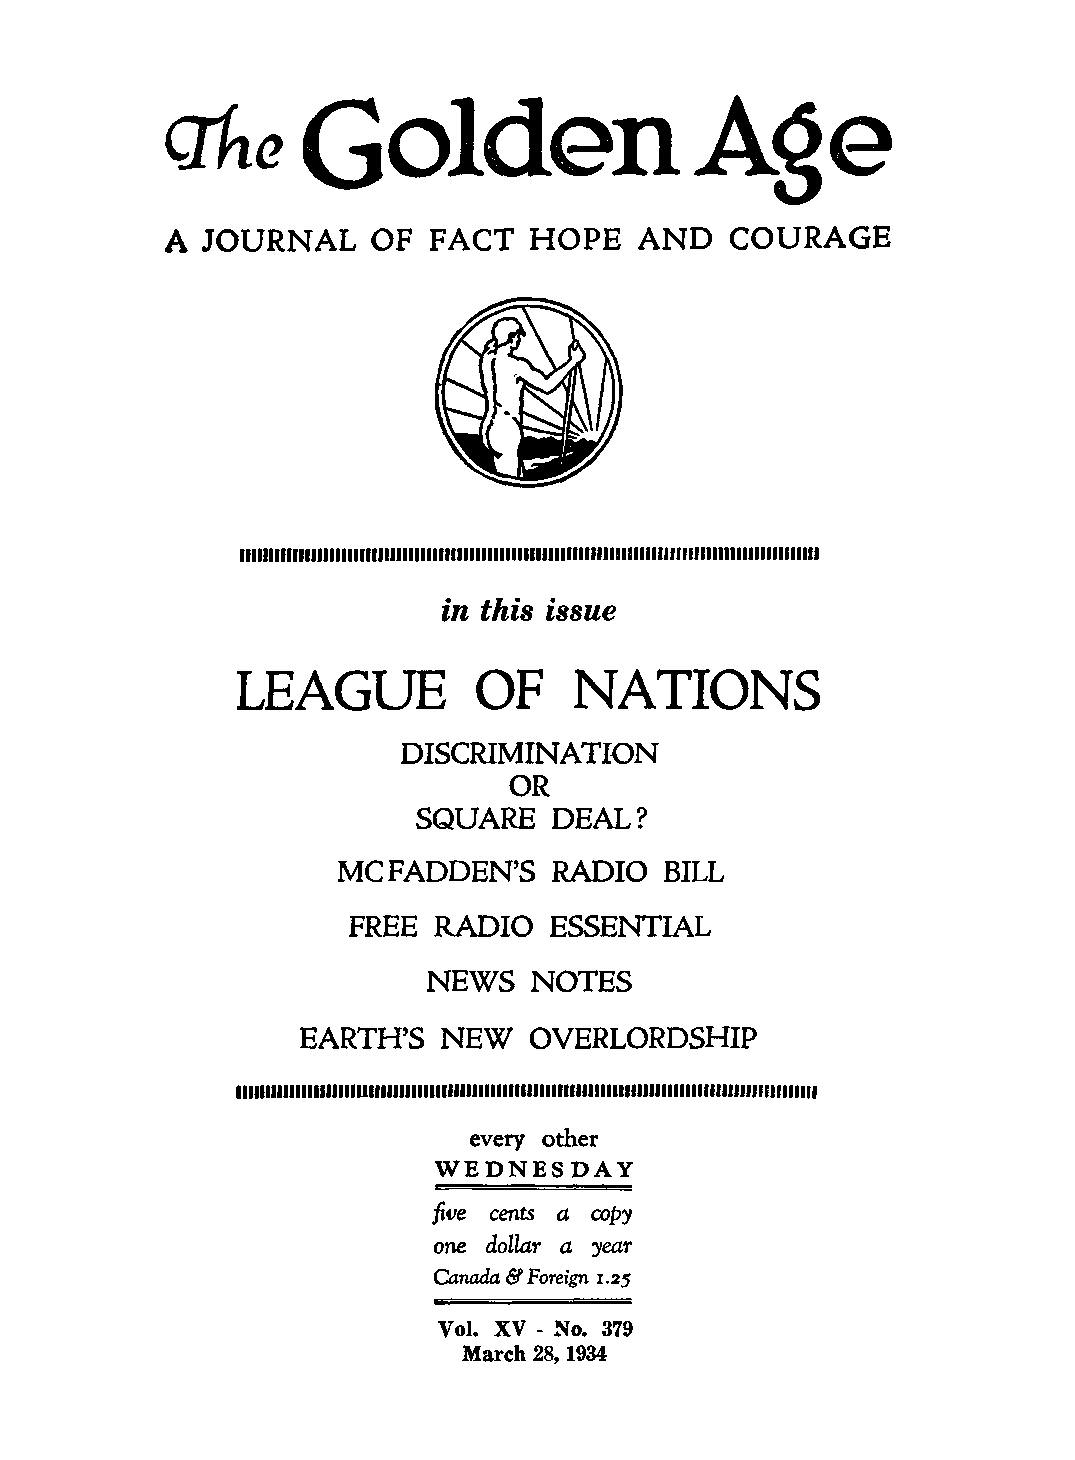 The Golden Age
A JOURNAL OF FACT HOPE AND COURAGE
in this issue
LEAGUE OF NATIONS
DISCRIMINATION
OR
SQUARE DEAL?
MCFADDEN'S RADIO BILL
FREE RADIO ESSENTIAL
NEWS NOTES
EARTH'S NEW OVERLORDSHIP
every other
WEDNESDAY
five cents a copy
one dollar a year
Canada & Foreign 1.25
Vol. XV - No. 379
March 28, 1934